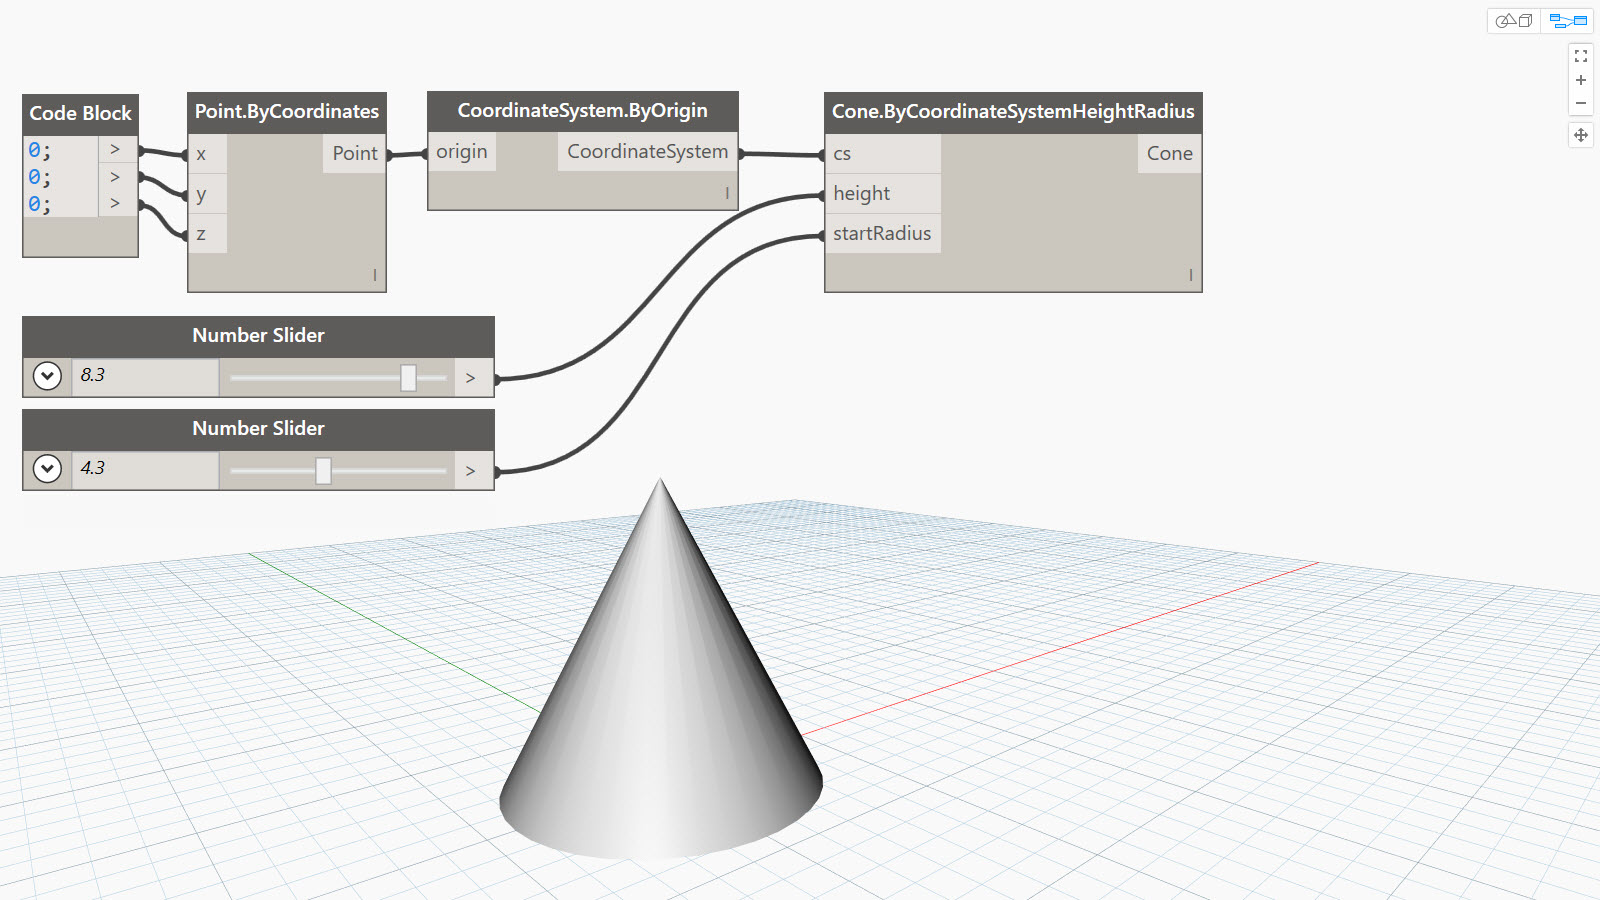 Code Block
0;
0;
0;
>
>
>
Point.ByCoordinates
x
y
z
Point
CoordinateSystem.ByOrigin
origin
CoordinateSystem
Cone.ByCoordinateSystemHeightRadius
cs
height
startRadius
Cone
Number Slider
8.3
>
Number Slider
4.3
>